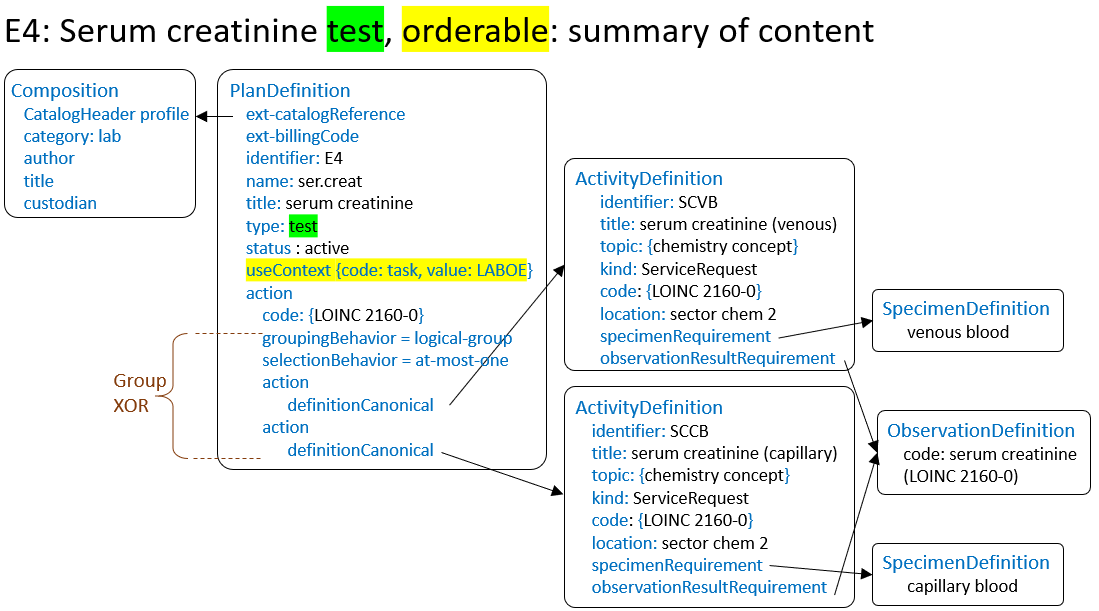 E4: Serum creatinine test, orderable: summary of content
Composition
CatalogHeader profile
category: lab
author
title
custodian
PlanDefinition
ext-catalogReference
ext-billingCode
identifier: E4
name: ser.creat
title: serum creatinine
type: test
status : active
useContext {code: task, value: LABOE}
action
code: {LOINC 2160-0}
groupingBehavior = logical-group
selectionBehavior = at-most-one
action
definitionCanonical
action
definitionCanonical
Group
XOR
ActivityDefinition
identifier: SCVB
title: serum creatinine (venous)
topic: {chemistry concept}
kind: ServiceRequest
code: {LOINC 2160-0}
location: sector chem 2
specimenRequirement
observationResultRequirement
ActivityDefinition
identifier: SCCB
title: serum creatinine (capillary)
topic: {chemistry concept}
kind: ServiceRequest
code: {LOINC 2160-0}
location: sector chem 2
specimenRequirement
observationResultRequirement
SpecimenDefinition
venous blood
ObservationDefinition
code: serum creatinine
(LOINC 2160-0)
SpecimenDefinition
capillary blood